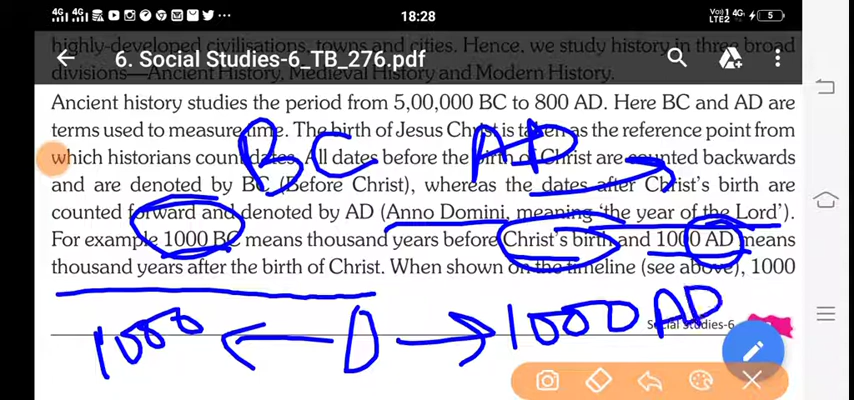 4G 4G 18:28 Vo)) 1 4G LTE2 5
highly-developed civilisations, towns and cities. Hence, we study history in three broad
6. Social Studies-6_TB_276.pdf
divisions—Ancient History, Medieval History and Modern History.
Ancient history studies the period from 5,00,000 BC to 800 AD. Here BC and AD are
terms used to measure time. The birth of Jesus Christ is taken as the reference point from
BC AD
which historians count dates. All dates before the birth of Christ are counted backwards
and are denoted by BC (Before Christ), whereas the dates after Christ's birth are
counted forward and denoted by AD (Anno Domini, meaning 'the year of the Lord').
For example 1000 BC means thousand years before Christ's birth and 1000 AD means
thousand years after the birth of Christ. When shown on the timeline (see above), 1000
1000 0 1000 AD
Social Studies-6